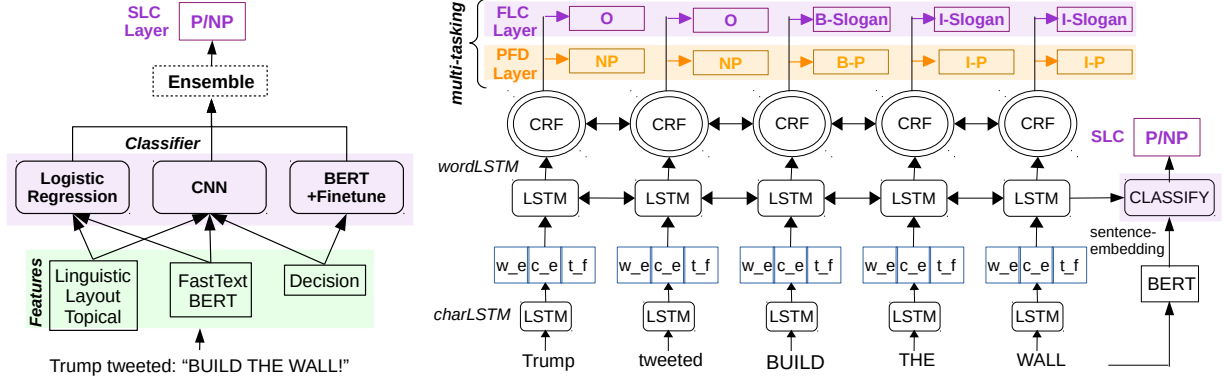 SLC
Layer
P/NP
Ensemble
Classifier
Logistic
Regression
CNN
BERT
+Finetune
Features
Linguistic
Layout
Topical
FastText
BERT
Decision
Trump tweeted: “BUILD THE WALL!”
multi-tasking
FLC
Layer
O
O
B-Slogan
I-Slogan
I-Slogan
PFD
Layer
NP
NP
B-P
I-P
I-P
CRF
CRF
CRF
CRF
CRF
SLC
P/NP
wordLSTM
LSTM
LSTM
LSTM
LSTM
LSTM
CLASSIFY
sentence-
embedding
w_e c_e t_f
w_e c_e t_f
w_e c_e t_f
w_e c_e t_f
w_e c_e t_f
BERT
charLSTM
LSTM
LSTM
LSTM
LSTM
LSTM
Trump
tweeted
BUILD
THE
WALL